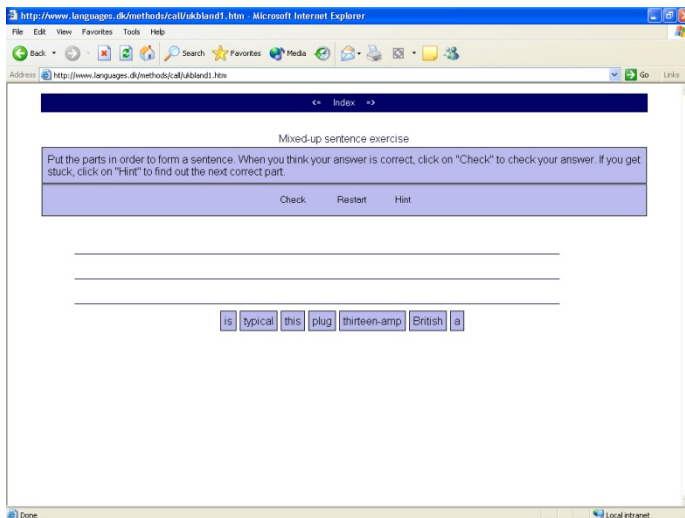 http://www.languages.dk/methods/call/ukbland1.htm - Microsoft Internet Explorer
File Edit View Favorites Tools Help
Back Search Favorites Media
Address http://www.languages.dk/methods/call/ukbland1.htm Go Links
<= Index =>
Mixed-up sentence exercise
Put the parts in order to form a sentence. When you think your answer is correct, click on "Check" to check your answer. If you get
stuck, click on "Hint" to find out the next correct part.
Check Restart Hint
is typical this plug thirteen-amp British a
Done Local intranet